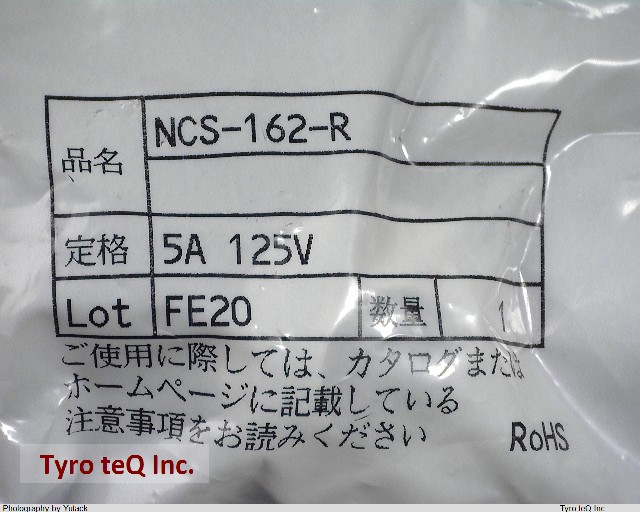 品名 NCS-162-R
定格 5A 125V
Lot FE20 数量 1
ご使用に際しては、カタログまたは
ホームページに記載している
注意事項をお読みください
RoHS
Tyro teQ Inc.
Photography by Yutack
Tyro teQ Inc